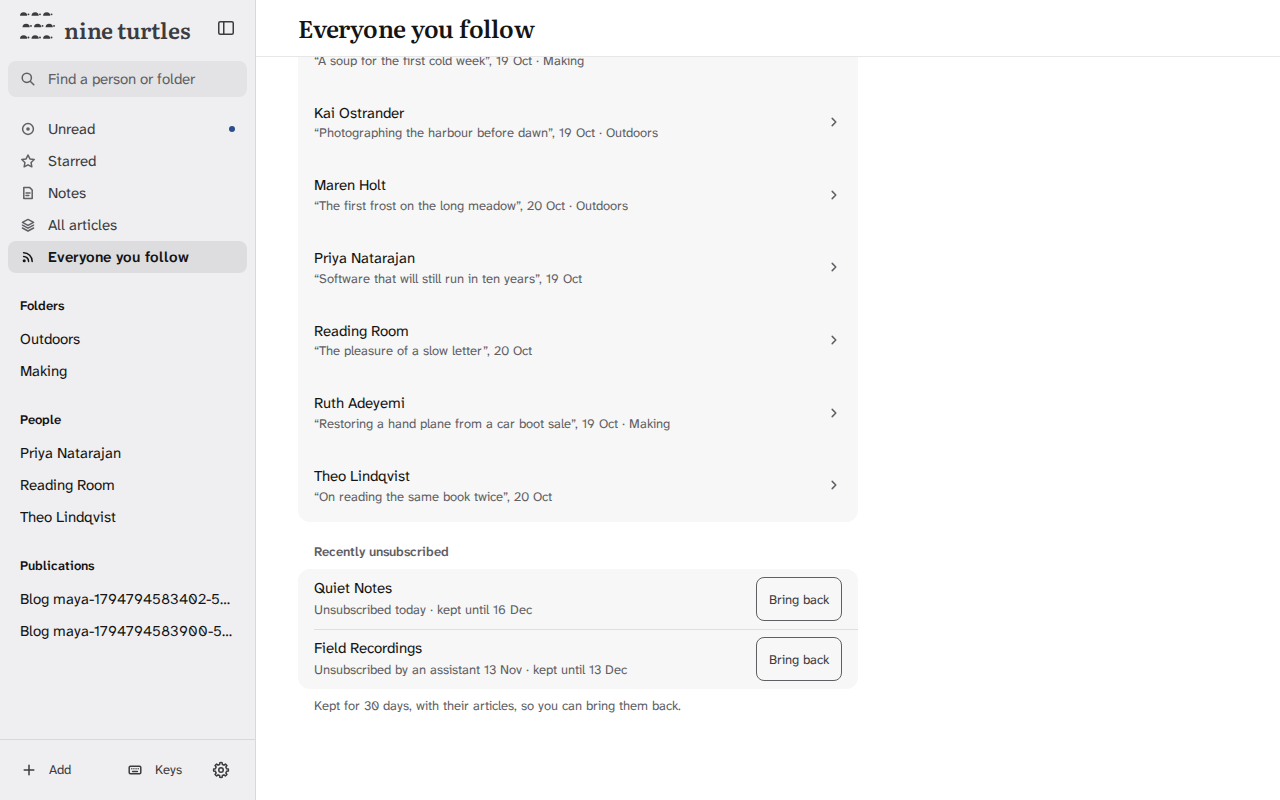 nine turtles
Find a person or folder
Unread
Starred
Notes
All articles
Everyone you follow
Folders
Outdoors
Making
People
Priya Natarajan
Reading Room
Theo Lindqvist
Publications
Blog maya-1794794583402-5...
Blog maya-1794794583900-5...
Add
Keys
Everyone you follow
“A soup for the first cold week”, 19 Oct · Making
Kai Ostrander
“Photographing the harbour before dawn”, 19 Oct · Outdoors
Maren Holt
“The first frost on the long meadow”, 20 Oct · Outdoors
Priya Natarajan
“Software that will still run in ten years”, 19 Oct
Reading Room
“The pleasure of a slow letter”, 20 Oct
Ruth Adeyemi
“Restoring a hand plane from a car boot sale”, 19 Oct · Making
Theo Lindqvist
“On reading the same book twice”, 20 Oct
Recently unsubscribed
Quiet Notes
Unsubscribed today · kept until 16 Dec
Bring back
Field Recordings
Unsubscribed by an assistant 13 Nov · kept until 13 Dec
Bring back
Kept for 30 days, with their articles, so you can bring them back.